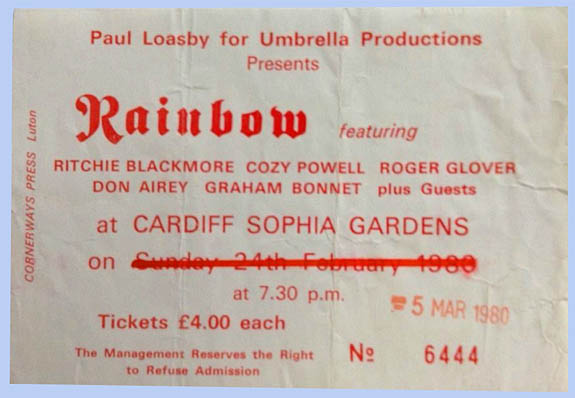 Paul Loasby for Umbrella Productions
Presents
Rainbow featuring
RITCHIE BLACKMORE COZY POWELL ROGER GLOVER
DON AIREY GRAHAM BONNET plus Guests
at CARDIFF SOPHIA GARDENS
on Sunday 24th February 1980
at 7.30 p.m.
5 MAR 1980
Tickets £4.00 each
The Management Reserves the Right
to Refuse Admission
Nº 6444
CORNERWAYS PRESS Luton